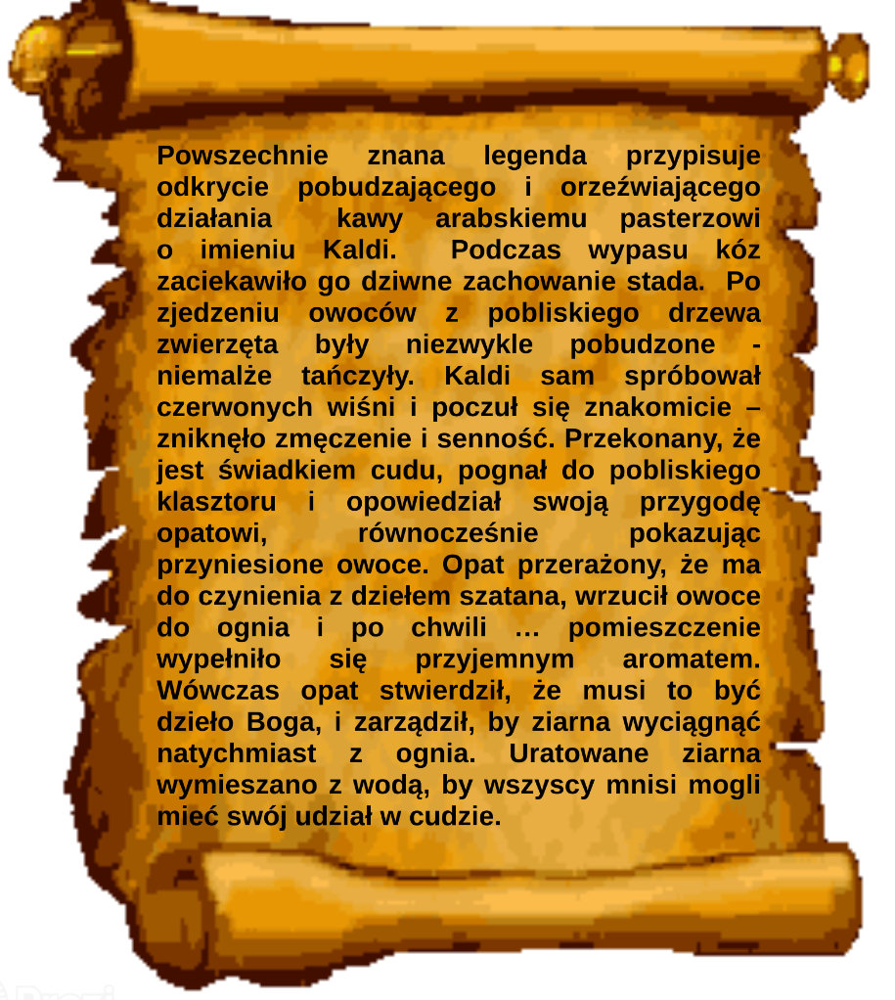 Powszechnie znana legenda przypisuje
odkrycie pobudzającego i orzeźwiającego
działania kawy arabskiemu pasterzowi
o imieniu Kaldi. Podczas wypasu kóz
zaciekawiło go dziwne zachowanie stada. Po
zjedzeniu owoców z pobliskiego drzewa
zwierzęta były niezwykle pobudzone -
niemalże tańczyły. Kaldi sam spróbował
czerwonych wiśni i poczuł się znakomicie –
zniknęło zmęczenie i senność. Przekonany, że
jest świadkiem cudu, pognał do pobliskiego
klasztoru i opowiedział swoją przygodę
opatowi, równocześnie pokazując
przyniesione owoce. Opat przerażony, że ma
do czynienia z dziełem szatana, wrzucił owoce
do ognia i po chwili … pomieszczenie
wypełniło się przyjemnym aromatem.
Wówczas opat stwierdził, że musi to być
dzieło Boga, i zarządził, by ziarna wyciągnąć
natychmiast z ognia. Uratowane ziarna
wymieszano z wodą, by wszyscy mnisi mogli
mieć swój udział w cudzie.